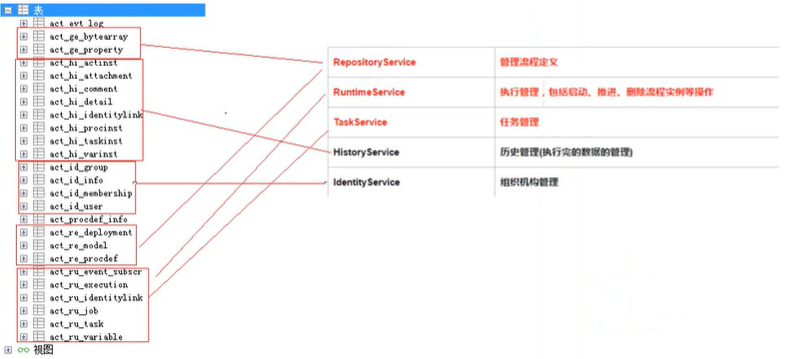 表
act_evt_log
act_ge_bytearray
act_ge_property
act_hi_actinst
act_hi_attachment
act_hi_comment
act_hi_detail
act_hi_identitylink
act_hi_procinst
act_hi_taskinst
act_hi_varinst
act_id_group
act_id_info
act_id_membership
act_id_user
act_procdef_info
act_re_deployment
act_re_model
act_re_procdef
act_ru_event_subscr
act_ru_execution
act_ru_identitylink
act_ru_job
act_ru_task
act_ru_variable
视图
RepositoryService 管理流程定义
RuntimeService 执行管理，包括启动、推进、删除流程实例等操作
TaskService 任务管理
HistoryService 历史管理(执行完的数据的管理)
IdentityService 组织机构管理